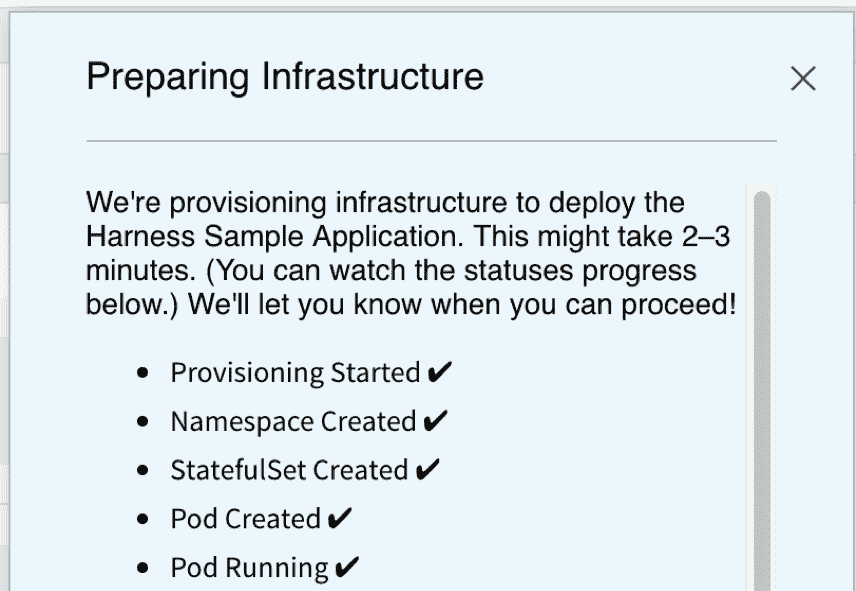 Preparing Infrastructure
We're provisioning infrastructure to deploy the
Harness Sample Application. This might take 2–3
minutes. (You can watch the statuses progress
below.) We'll let you know when you can proceed!
• Provisioning Started ✔
• Namespace Created ✔
• StatefulSet Created ✔
• Pod Created ✔
• Pod Running ✔